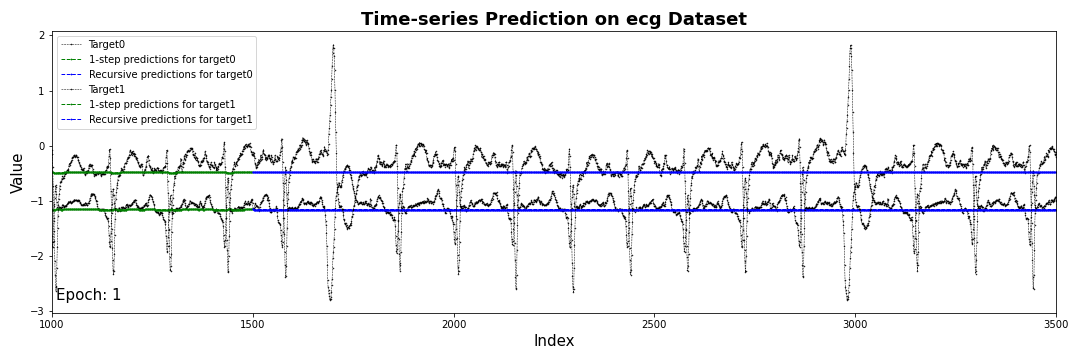 Time-series Prediction on ecg Dataset
2
1
0
−1
−2
−3
Value
Target0
1-step predictions for target0
Recursive predictions for target0
Target1
1-step predictions for target1
Recursive predictions for target1
Epoch: 1
1000 1500 2000 2500 3000 3500
Index